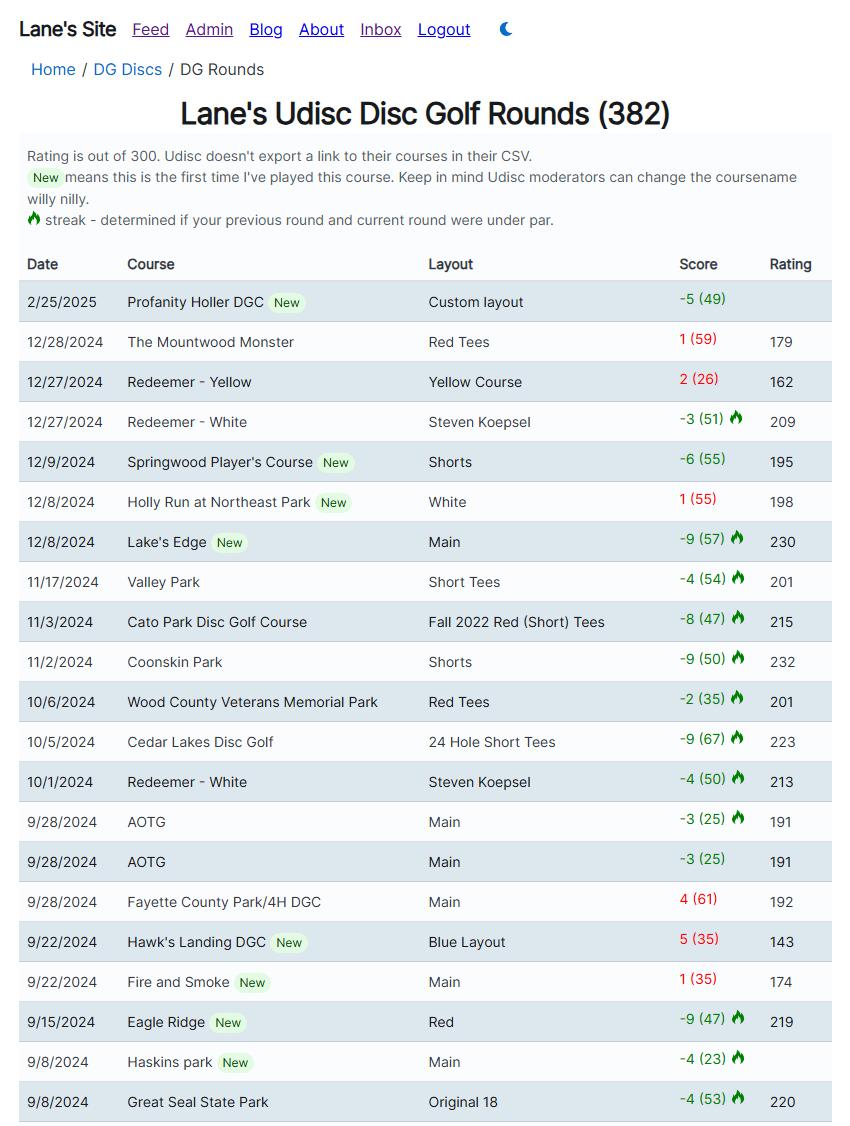 Lane's Site Feed Admin Blog About Inbox Logout
Home / DG Discs / DG Rounds
Lane's Udisc Disc Golf Rounds (382)
Rating is out of 300. Udisc doesn't export a link to their courses in their CSV.
New means this is the first time I've played this course. Keep in mind Udisc moderators can change the coursename
willy nilly.
streak - determined if your previous round and current round were under par.
Date Course Layout Score Rating
2/25/2025 Profanity Holler DGC New Custom layout -5 (49)
12/28/2024 The Mountwood Monster Red Tees 1 (59) 179
12/27/2024 Redeemer - Yellow Yellow Course 2 (26) 162
12/27/2024 Redeemer - White Steven Koepsel -3 (51) 209
12/9/2024 Springwood Player's Course New Shorts -6 (55) 195
12/8/2024 Holly Run at Northeast Park New White 1 (55) 198
12/8/2024 Lake's Edge New Main -9 (57) 230
11/17/2024 Valley Park Short Tees -4 (54) 201
11/3/2024 Cato Park Disc Golf Course Fall 2022 Red (Short) Tees -8 (47) 215
11/2/2024 Coonskin Park Shorts -9 (50) 232
10/6/2024 Wood County Veterans Memorial Park Red Tees -2 (35) 201
10/5/2024 Cedar Lakes Disc Golf 24 Hole Short Tees -9 (67) 223
10/1/2024 Redeemer - White Steven Koepsel -4 (50) 213
9/28/2024 AOTG Main -3 (25) 191
9/28/2024 AOTG Main -3 (25) 191
9/28/2024 Fayette County Park/4H DGC Main 4 (61) 192
9/22/2024 Hawk's Landing DGC New Blue Layout 5 (35) 143
9/22/2024 Fire and Smoke New Main 1 (35) 174
9/15/2024 Eagle Ridge New Red -9 (47) 219
9/8/2024 Haskins park New Main -4 (23)
9/8/2024 Great Seal State Park Original 18 -4 (53) 220